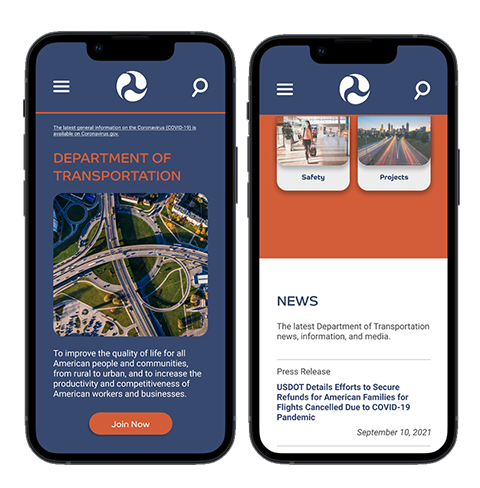 The latest general information on the Coronavirus (COVID-19) is
available on Coronavirus.gov.
DEPARTMENT OF
TRANSPORTATION
To improve the quality of life for all
American people and communities,
from rural to urban, and to increase the
productivity and competitiveness of
American workers and businesses.
Join Now
Safety
Projects
NEWS
The latest Department of Transportation
news, information, and media.
Press Release
USDOT Details Efforts to Secure
Refunds for American Families for
Flights Cancelled Due to COVID-19
Pandemic
September 10, 2021